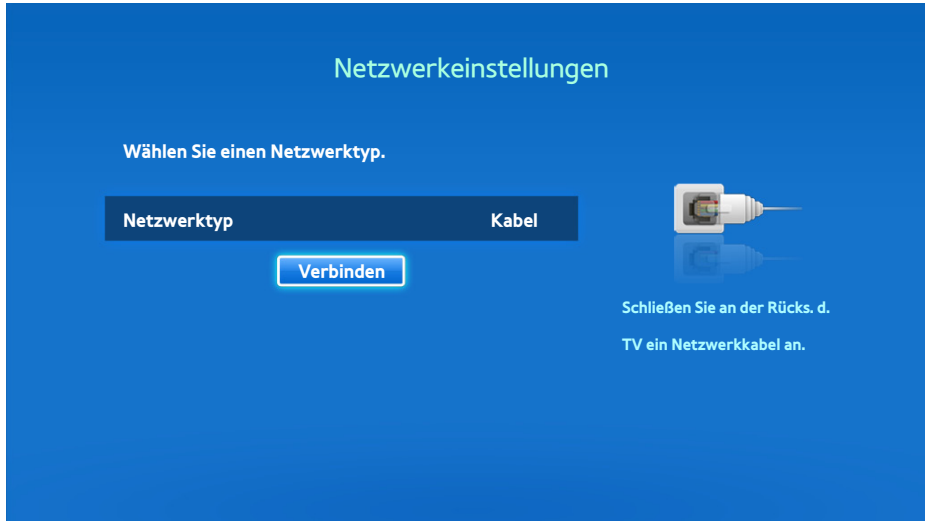 Netzwerkeinstellungen
Wählen Sie einen Netzwerktyp.
Netzwerktyp Kabel
Verbinden
Schließen Sie an der Rücks. d.
TV ein Netzwerkkabel an.